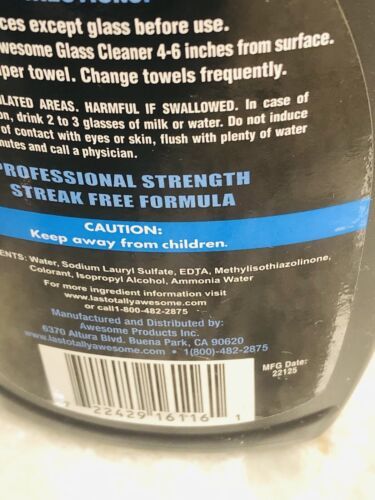 DIRECTIONS:
ces except glass before use.
wesome Glass Cleaner 4-6 inches from surface.
per towel. Change towels frequently.
LATED AREAS. HARMFUL IF SWALLOWED. In case of
on, drink 2 to 3 glasses of milk or water. Do not induce
of contact with eyes or skin, flush with plenty of water
nutes and call a physician.
PROFESSIONAL STRENGTH
STREAK FREE FORMULA
CAUTION:
Keep away from children.
ENTS: Water, Sodium Lauryl Sulfate, EDTA, Methylisothiazolinone,
Colorant, Isopropyl Alcohol, Ammonia Water
For more ingredient information visit
www.lastotallyawesome.com
or call1-800-482-2875
Manufactured and Distributed by:
Awesome Products Inc.
6370 Altura Blvd. Buena Park, CA 90620
www.lastotallyawesome.com • 1(800)-482-2875
MFG Date:
22125
7 22429 16116 1